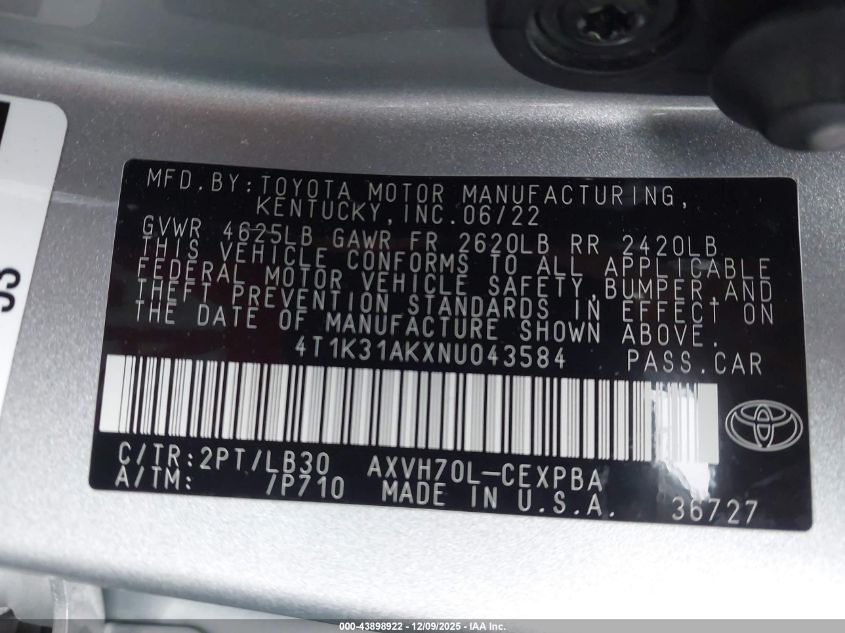 MFD.BY:TOYOTA MOTOR MANUFACTURING,
KENTUCKY,INC.06/22
GVWR 4625LB GAWR FR 2620LB RR 2420LB
THIS VEHICLE CONFORMS TO ALL APPLICABLE
FEDERAL MOTOR VEHICLE SAFETY,BUMPER,AND
THEFT PREVENTION STANDARDS IN EFFECT ON
THE DATE OF MANUFACTURE SHOWN ABOVE.
4T1K31AKXNU043584 PASS.CAR
C/TR:2PT/LB30 AXVH70L-CEXPBA
A/TM: /P710 MADE IN U.S.A. 36727
000-43898922 - 12/09/2025 - IAA Inc.